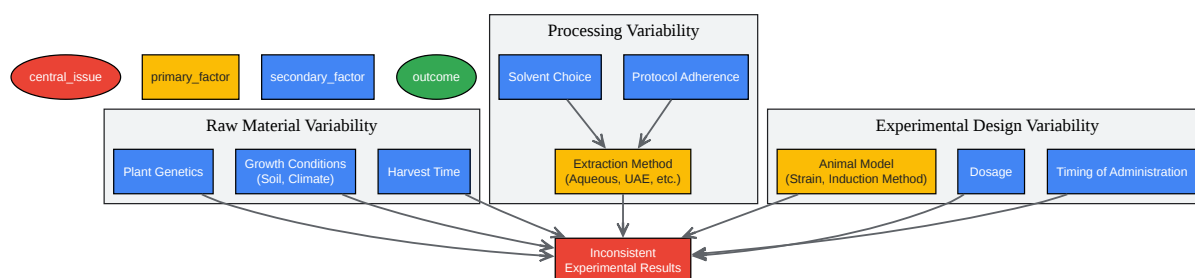 Processing Variability
Solvent Choice
Protocol Adherence
central_issue
primary_factor
secondary_factor
outcome
Raw Material Variability
Experimental Design Variability
Plant Genetics
Growth Conditions
(Soil, Climate)
Harvest Time
Extraction Method
(Aqueous, UAE, etc.)
Animal Model
(Strain, Induction Method)
Dosage
Timing of Administration
Inconsistent
Experimental Results